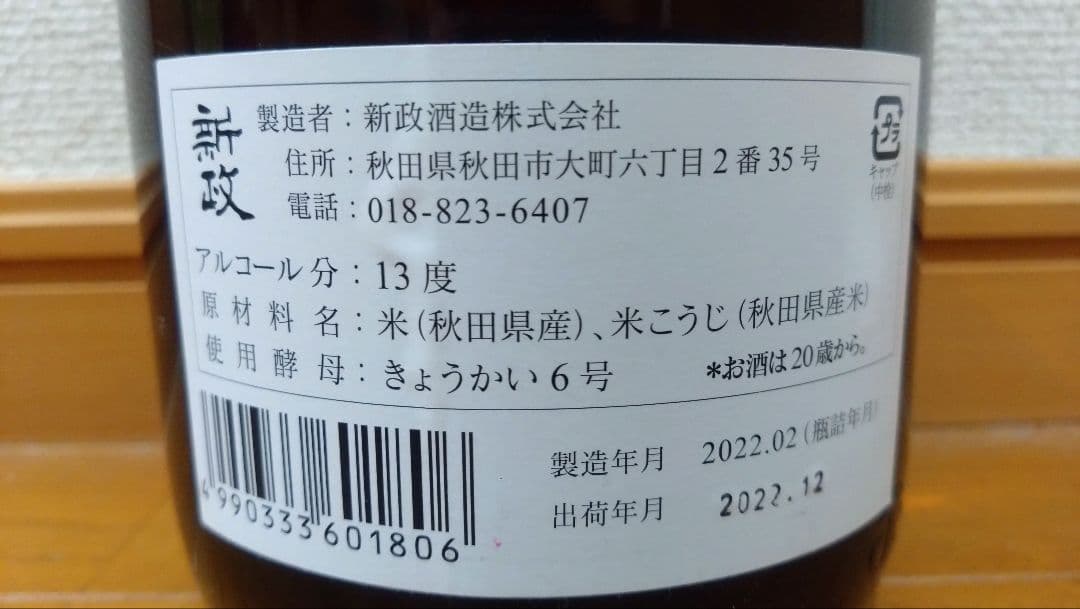 新政
製造者：新政酒造株式会社
住所：秋田県秋田市大町六丁目2番35号
電話：018-823-6407
プラ
キャップ
(中栓)
アルコール分：13度
原材料名：米(秋田県産)、米こうじ(秋田県産米)
使用酵母：きょうかい6号
*お酒は20歳から。
製造年月 2022.02(瓶詰年月)
出荷年月 2022.12
4990333601806